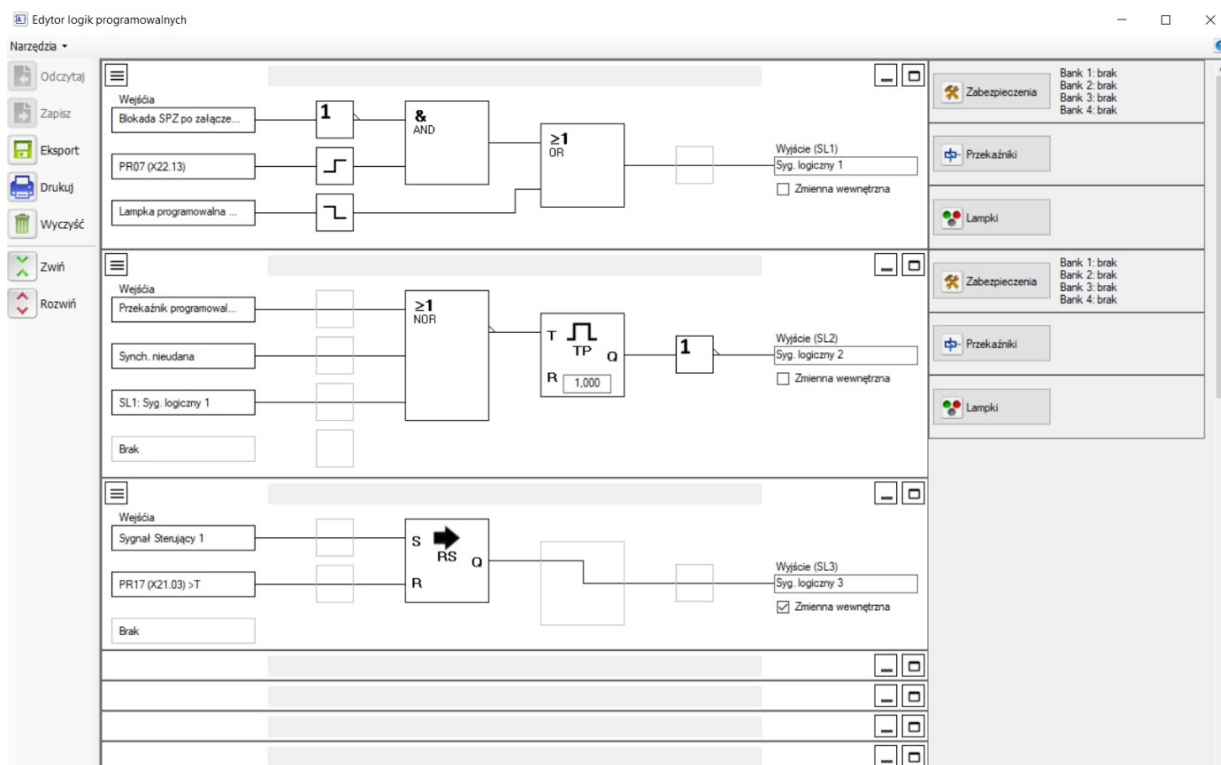 Edytor logik programowalnych
Narzędzia
Odczytaj
Zapisz
Eksport
Drukuj
Wyczyść
Zwiń
Rozwiń
Wejścia
Blokada SPZ po załącze...
PR07 (X22.13)
Lampka programowalna ...
1
&
AND
≥1
OR
Wyjście (SL1)
Syg. logiczny 1
Zmienna wewnętrzna
Zabezpieczenia
Bank 1: brak
Bank 2: brak
Bank 3: brak
Bank 4: brak
Przekaźniki
Lampki
Wejścia
Przekaźnik programowal...
Synch. nieudana
SL1: Syg. logiczny 1
Brak
≥1
NOR
T
TP
Q
R
1,000
1
Wyjście (SL2)
Syg. logiczny 2
Zmienna wewnętrzna
Zabezpieczenia
Bank 1: brak
Bank 2: brak
Bank 3: brak
Bank 4: brak
Przekaźniki
Lampki
Wejścia
Sygnał Sterujący 1
PR17 (X21.03) >T
Brak
S
RS
Q
R
Wyjście (SL3)
Syg. logiczny 3
Zmienna wewnętrzna